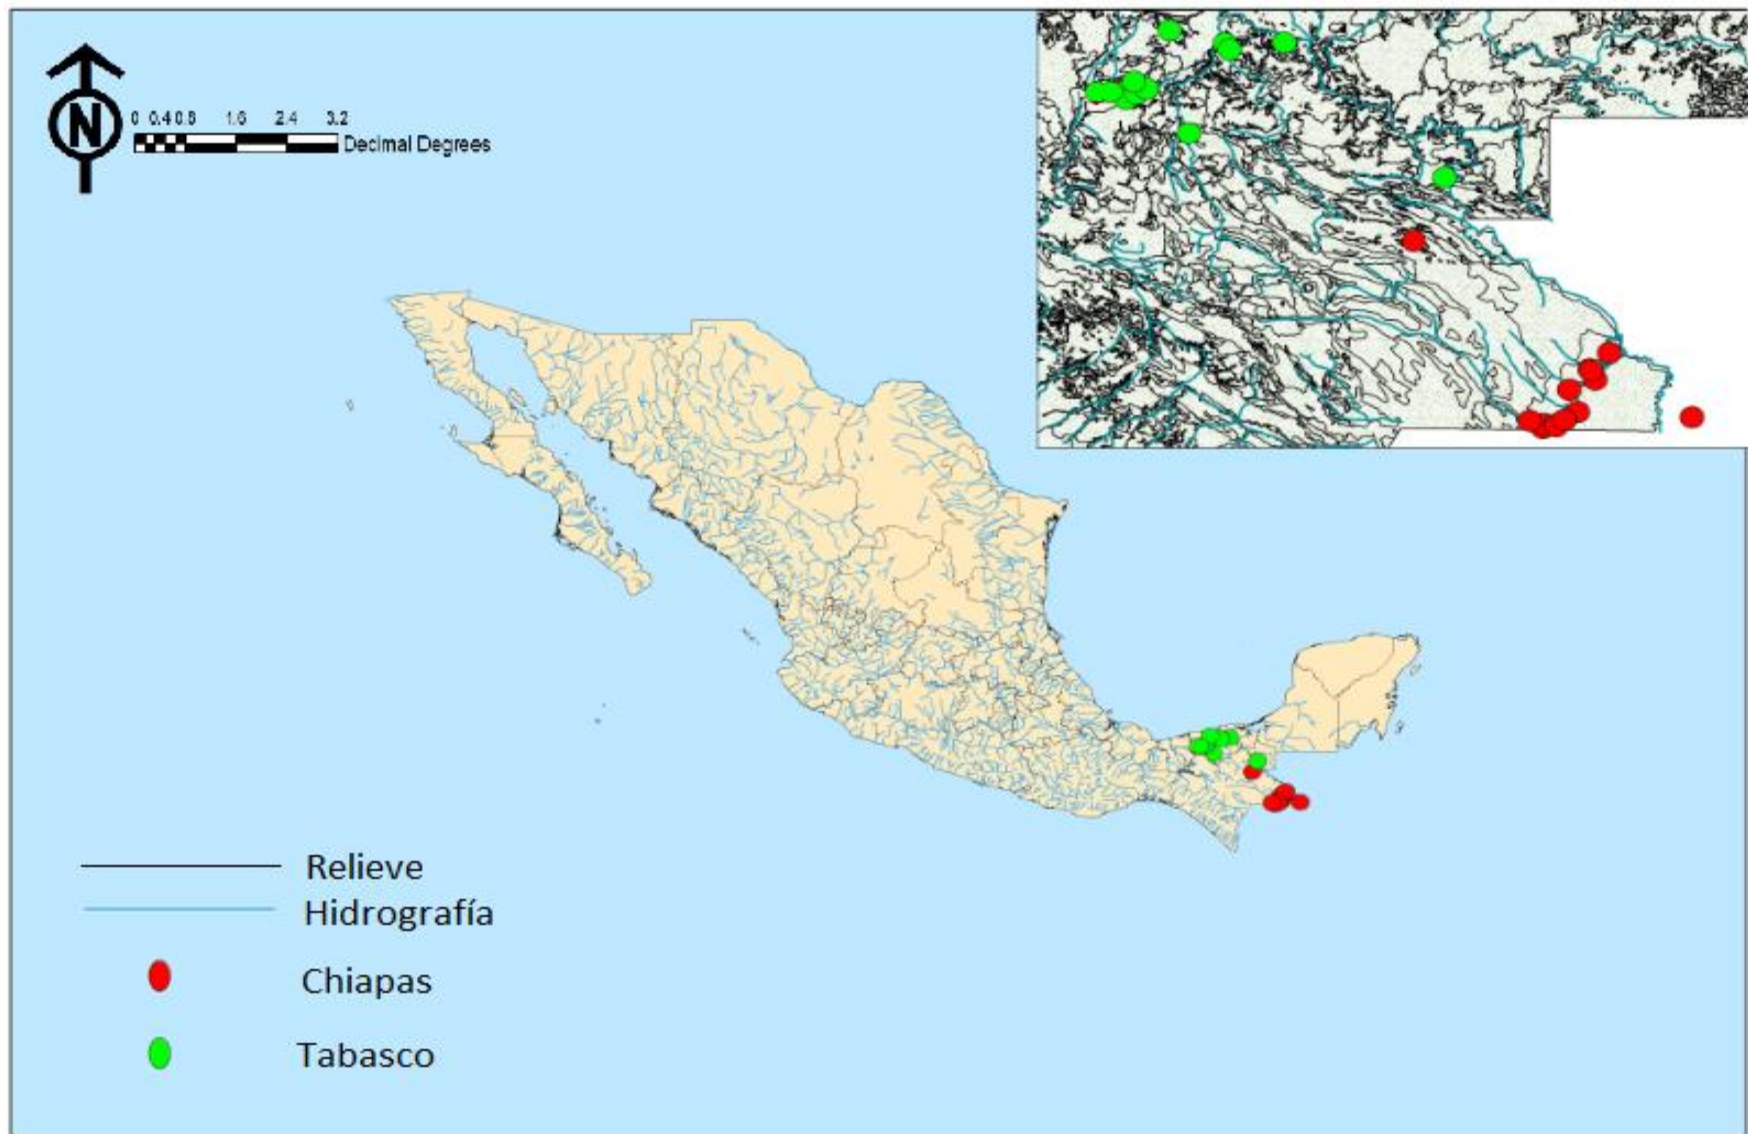 N
0 0.4 0.8 1.6 2.4 3.2
Decimal Degrees
Relieve
Hidrografía
Chiapas
Tabasco